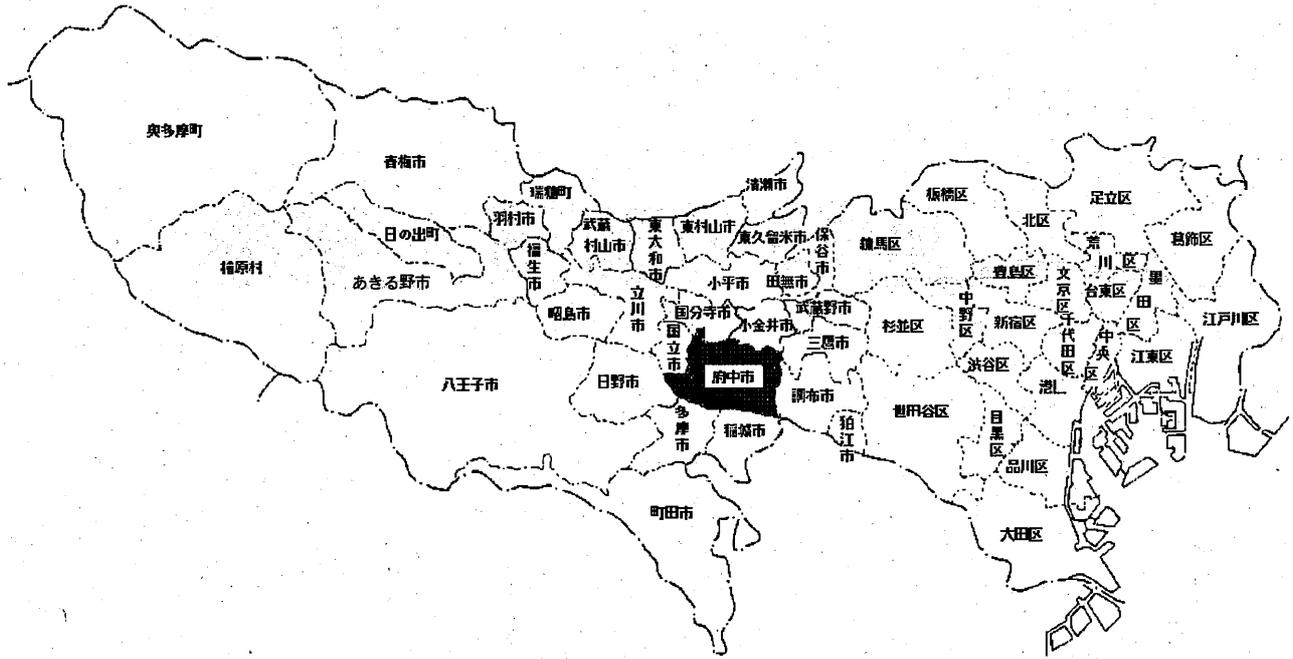 奥多摩町
青梅市
瑞穂町
清瀬市
板橋区
足立区
羽村市
武蔵
村山市
東大和市
東村山市
東久留米市
保谷市
練馬区
北区
荒川区
葛飾区
日の出町
檜原村
あきる野市
福生市
小平市
田無市
豊島区
文京区
台東区
墨田区
昭島市
立川市
国分寺市
小金井市
武蔵野市
杉並区
中野区
新宿区
千代田区
中央区
江戸川区
国立市
三鷹市
渋谷区
江東区
八王子市
日野市
府中市
調布市
世田谷区
港
目黒区
多摩市
稲城市
狛江市
品川区
町田市
大田区